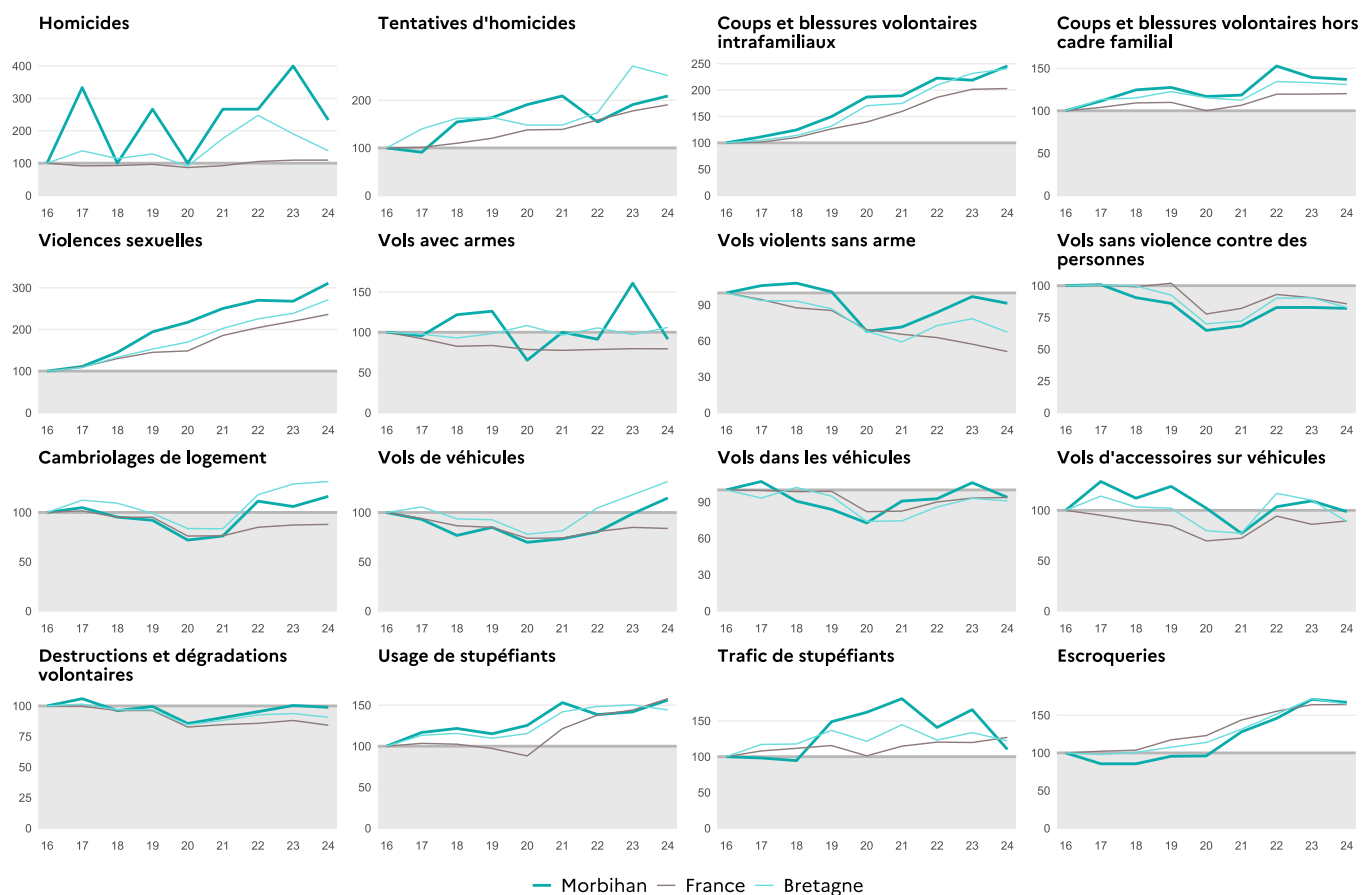 Homicides
400
300
200
100
0
16 17 18 19 20 21 22 23 24
Tentatives d'homicides
200
100
0
16 17 18 19 20 21 22 23 24
Coups et blessures volontaires
intrafamiliaux
250
200
150
100
50
0
16 17 18 19 20 21 22 23 24
Coups et blessures volontaires hors
cadre familial
150
100
50
0
16 17 18 19 20 21 22 23 24
Violences sexuelles
300
200
100
0
16 17 18 19 20 21 22 23 24
Vols avec armes
150
100
50
0
16 17 18 19 20 21 22 23 24
Vols violents sans arme
90
60
30
0
16 17 18 19 20 21 22 23 24
Vols sans violence contre des
personnes
100
75
50
25
0
16 17 18 19 20 21 22 23 24
Cambriolages de logement
100
50
0
16 17 18 19 20 21 22 23 24
Vols de véhicules
100
50
0
16 17 18 19 20 21 22 23 24
Vols dans les véhicules
90
60
30
0
16 17 18 19 20 21 22 23 24
Vols d'accessoires sur véhicules
100
50
0
16 17 18 19 20 21 22 23 24
Destructions et dégradations
volontaires
100
75
50
25
0
16 17 18 19 20 21 22 23 24
Usage de stupéfiants
150
100
50
0
16 17 18 19 20 21 22 23 24
Trafic de stupéfiants
150
100
50
0
16 17 18 19 20 21 22 23 24
Escroqueries
150
100
50
0
16 17 18 19 20 21 22 23 24
Morbihan France Bretagne